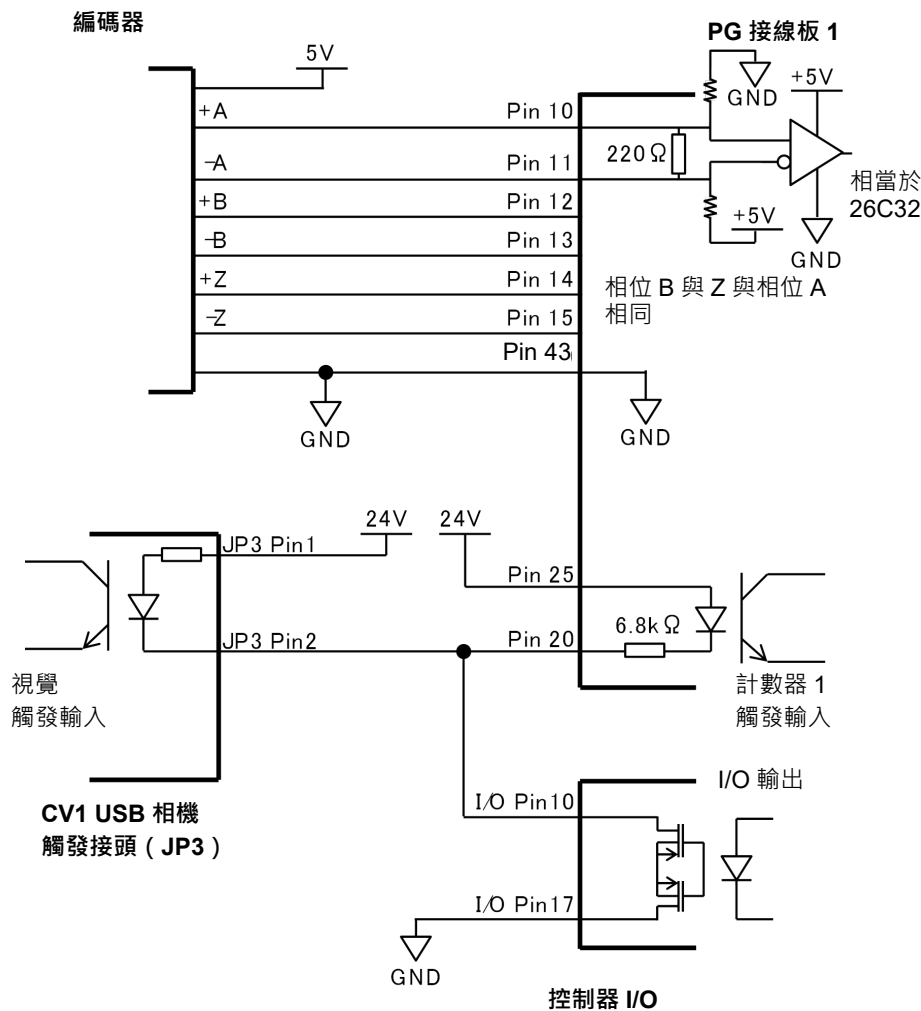 編碼器
PG 接線板 1
5V
+A
Pin 10
GND
+5V
-A
Pin 11
220Ω
相當於
26C32
+B
Pin 12
+5V
-B
Pin 13
GND
+Z
Pin 14
相位 B 與 Z 與相位 A
相同
-Z
Pin 15
Pin 43
GND
GND
24V
24V
JP3 Pin1
Pin 25
6.8kΩ
JP3 Pin2
Pin 20
視覺
觸發輸入
計數器 1
觸發輸入
I/O 輸出
CV1 USB 相機
觸發接頭（JP3）
I/O Pin10
I/O Pin17
GND
控制器 I/O